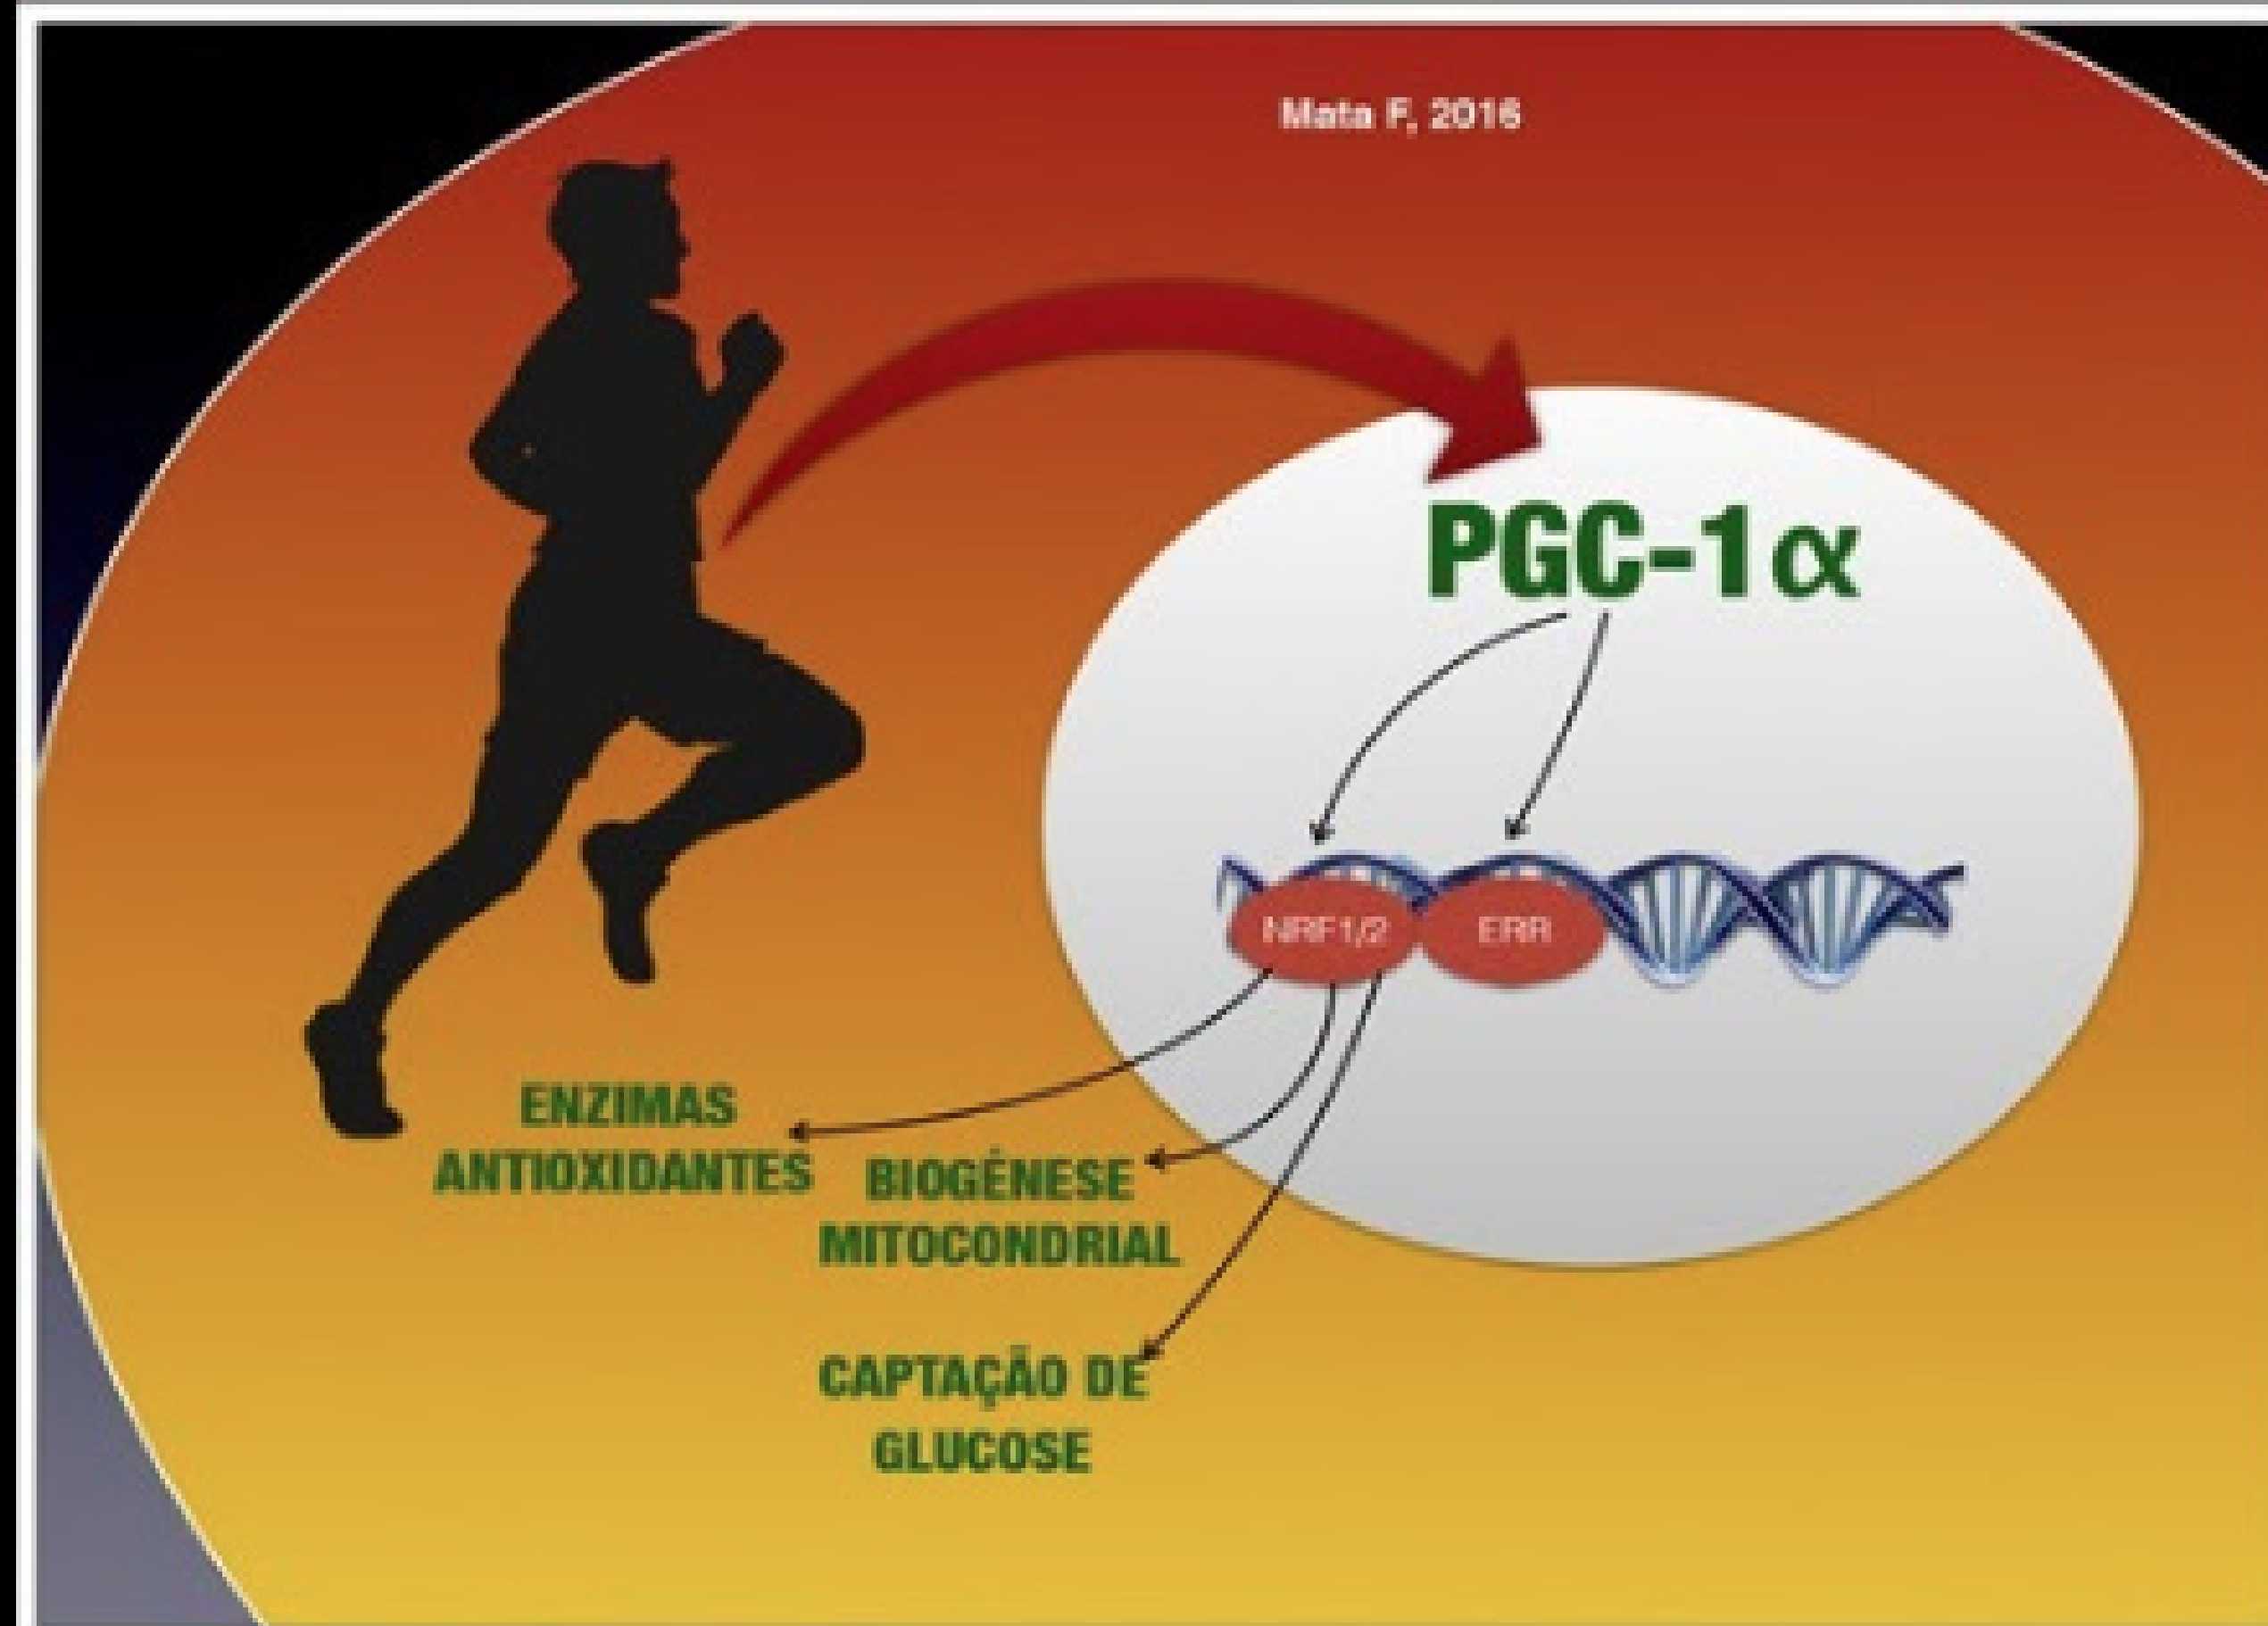 Mata F, 2016
PGC-1α
NRF1/2
ERR
ENZIMAS
ANTIOXIDANTES
BIOGÉNESE
MITOCONDRIAL
CAPTAÇÃO DE
GLUCOSE